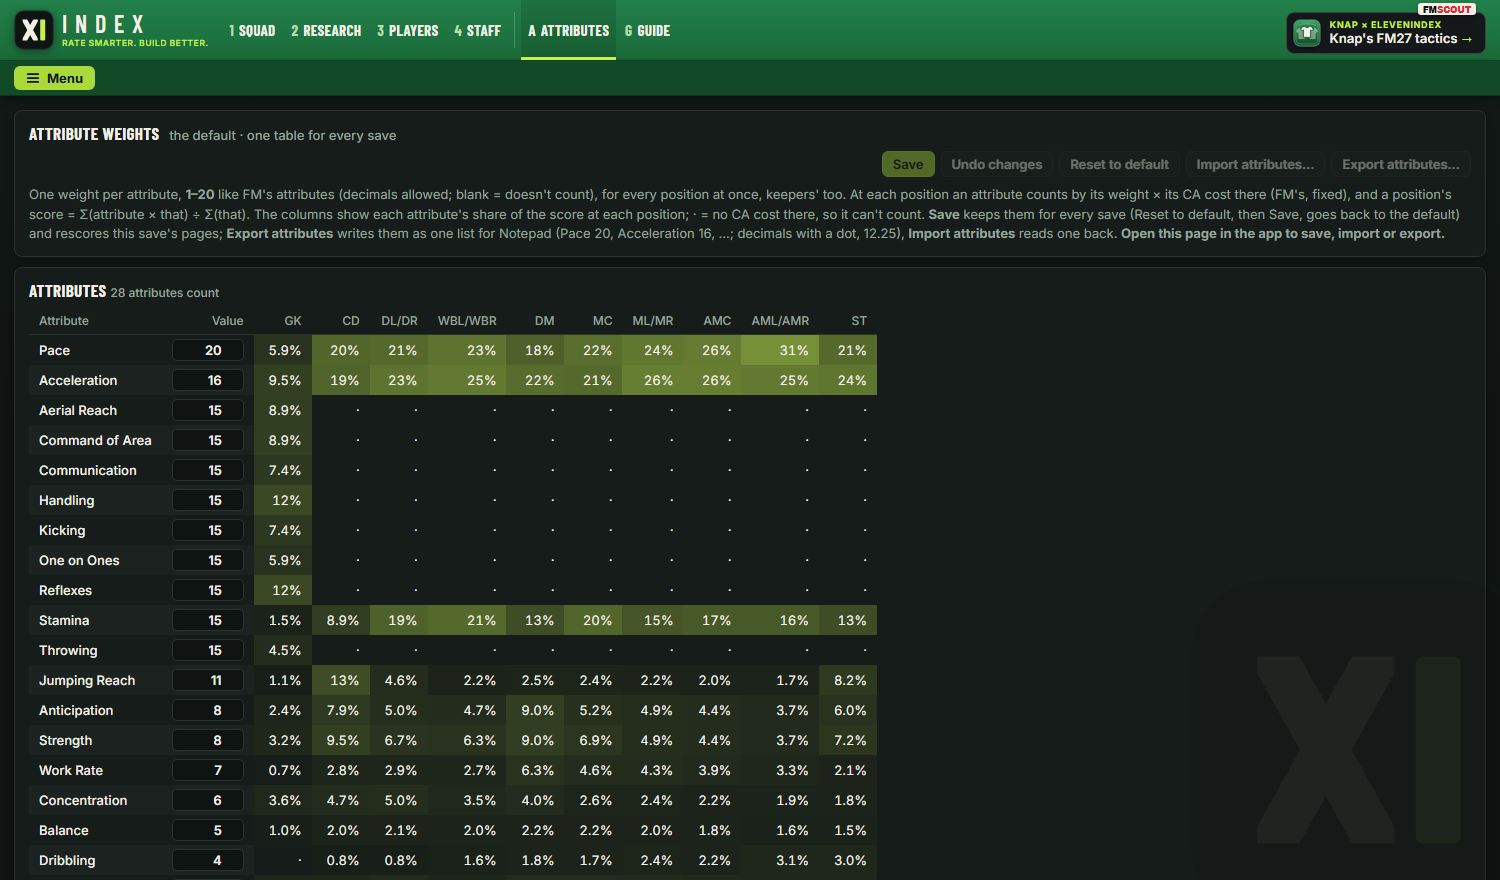 XI INDEX
RATE SMARTER. BUILD BETTER.
1 SQUAD 2 RESEARCH 3 PLAYERS 4 STAFF A ATTRIBUTES G GUIDE
FMSCOUT
KNAP × ELEVENINDEX
Knap's FM27 tactics →
Menu
ATTRIBUTE WEIGHTS the default · one table for every save
Save Undo changes Reset to default Import attributes... Export attributes...
One weight per attribute, 1–20 like FM's attributes (decimals allowed; blank = doesn't count), for every position at once, keepers' too. At each position an attribute counts by its weight × its CA cost there (FM's, fixed), and a position's
score = Σ(attribute × that) ÷ Σ(that). The columns show each attribute's share of the score at each position; · = no CA cost there, so it can't count. Save keeps them for every save (Reset to default, then Save, goes back to the default)
and rescores this save's pages; Export attributes writes them as one list for Notepad (Pace 20, Acceleration 16, ...; decimals with a dot, 12.25), Import attributes reads one back. Open this page in the app to save, import or export.
ATTRIBUTES 28 attributes count
Attribute Value GK CD DL/DR WBL/WBR DM MC ML/MR AMC AML/AMR ST
Pace 20 5.9% 20% 21% 23% 18% 22% 24% 26% 31% 21%
Acceleration 16 9.5% 19% 23% 25% 22% 21% 26% 26% 25% 24%
Aerial Reach 15 8.9% · · · · · · · · ·
Command of Area 15 8.9% · · · · · · · · ·
Communication 15 7.4% · · · · · · · · ·
Handling 15 12% · · · · · · · · ·
Kicking 15 7.4% · · · · · · · · ·
One on Ones 15 5.9% · · · · · · · · ·
Reflexes 15 12% · · · · · · · · ·
Stamina 15 1.5% 8.9% 19% 21% 13% 20% 15% 17% 16% 13%
Throwing 15 4.5% · · · · · · · · ·
Jumping Reach 11 1.1% 13% 4.6% 2.2% 2.5% 2.4% 2.2% 2.0% 1.7% 8.2%
Anticipation 8 2.4% 7.9% 5.0% 4.7% 9.0% 5.2% 4.9% 4.4% 3.7% 6.0%
Strength 8 3.2% 9.5% 6.7% 6.3% 9.0% 6.9% 4.9% 4.4% 3.7% 7.2%
Work Rate 7 0.7% 2.8% 2.9% 2.7% 6.3% 4.6% 4.3% 3.9% 3.3% 2.1%
Concentration 6 3.6% 4.7% 5.0% 3.5% 4.0% 2.6% 2.4% 2.2% 1.9% 1.8%
Balance 5 1.0% 2.0% 2.1% 2.0% 2.2% 2.2% 2.0% 1.8% 1.6% 1.5%
Dribbling 4 · 0.8% 0.8% 1.6% 1.8% 1.7% 2.4% 2.2% 3.1% 3.0%
XI